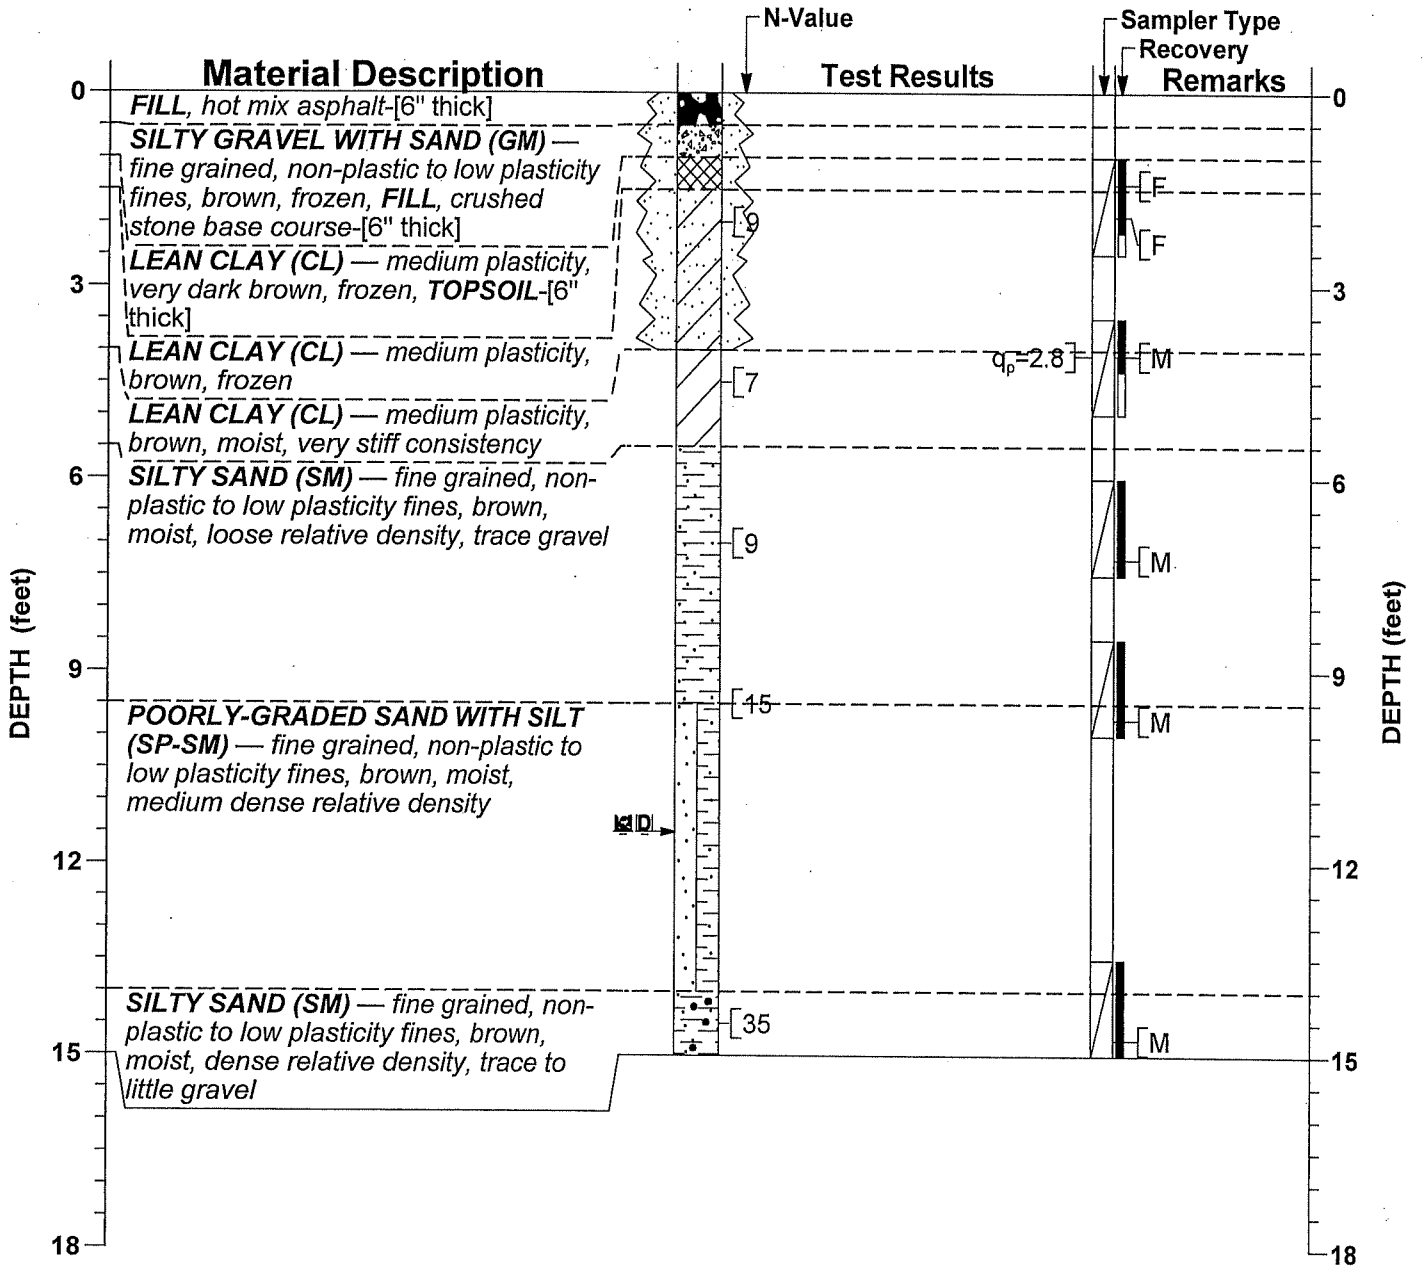 N-Value
Sampler Type
Recovery
Material Description
Test Results
Remarks
0
0
FILL, hot mix asphalt-[6" thick]
SILTY GRAVEL WITH SAND (GM) —
fine grained, non-plastic to low plasticity
fines, brown, frozen, FILL, crushed
stone base course-[6" thick]
F
9
F
LEAN CLAY (CL) — medium plasticity,
very dark brown, frozen, TOPSOIL-[6"
thick]
3
3
LEAN CLAY (CL) — medium plasticity,
brown, frozen
qp=2.8
M
7
LEAN CLAY (CL) — medium plasticity,
brown, moist, very stiff consistency
6
6
SILTY SAND (SM) — fine grained, non-
plastic to low plasticity fines, brown,
moist, loose relative density, trace gravel
9
M
DEPTH (feet)
DEPTH (feet)
9
9
15
M
POORLY-GRADED SAND WITH SILT
(SP-SM) — fine grained, non-plastic to
low plasticity fines, brown, moist,
medium dense relative density
12
12
SILTY SAND (SM) — fine grained, non-
plastic to low plasticity fines, brown,
moist, dense relative density, trace to
little gravel
35
M
15
15
18
18